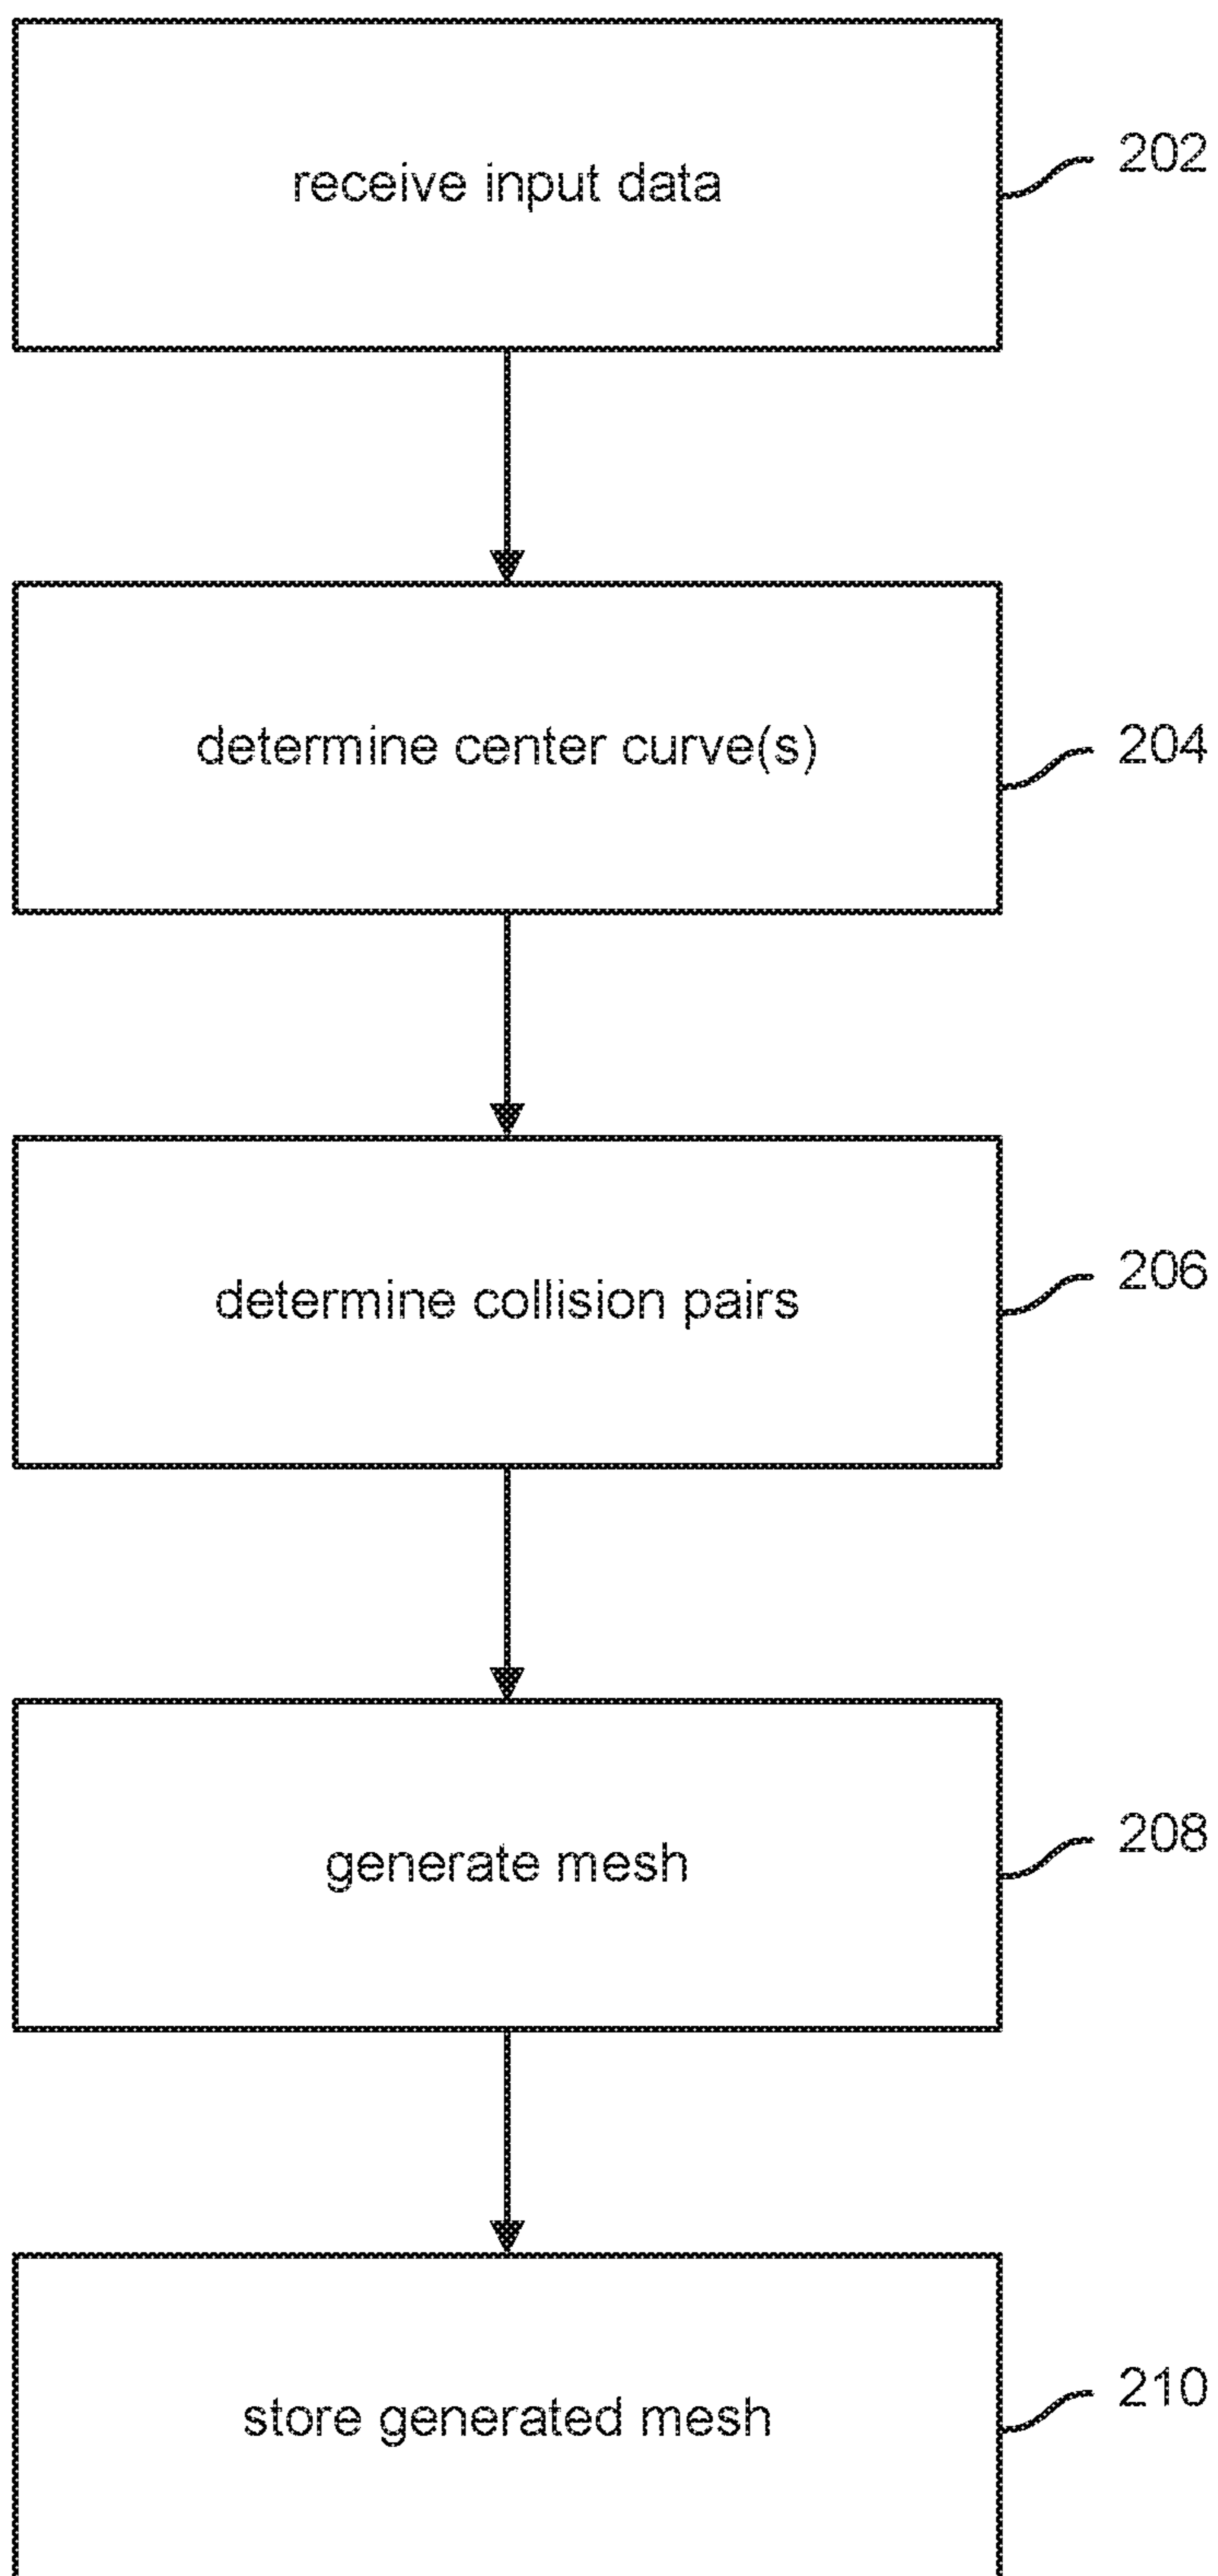 receive input data
202
determine center curve(s)
204
determine collision pairs
206
generate mesh
208
store generated mesh
210